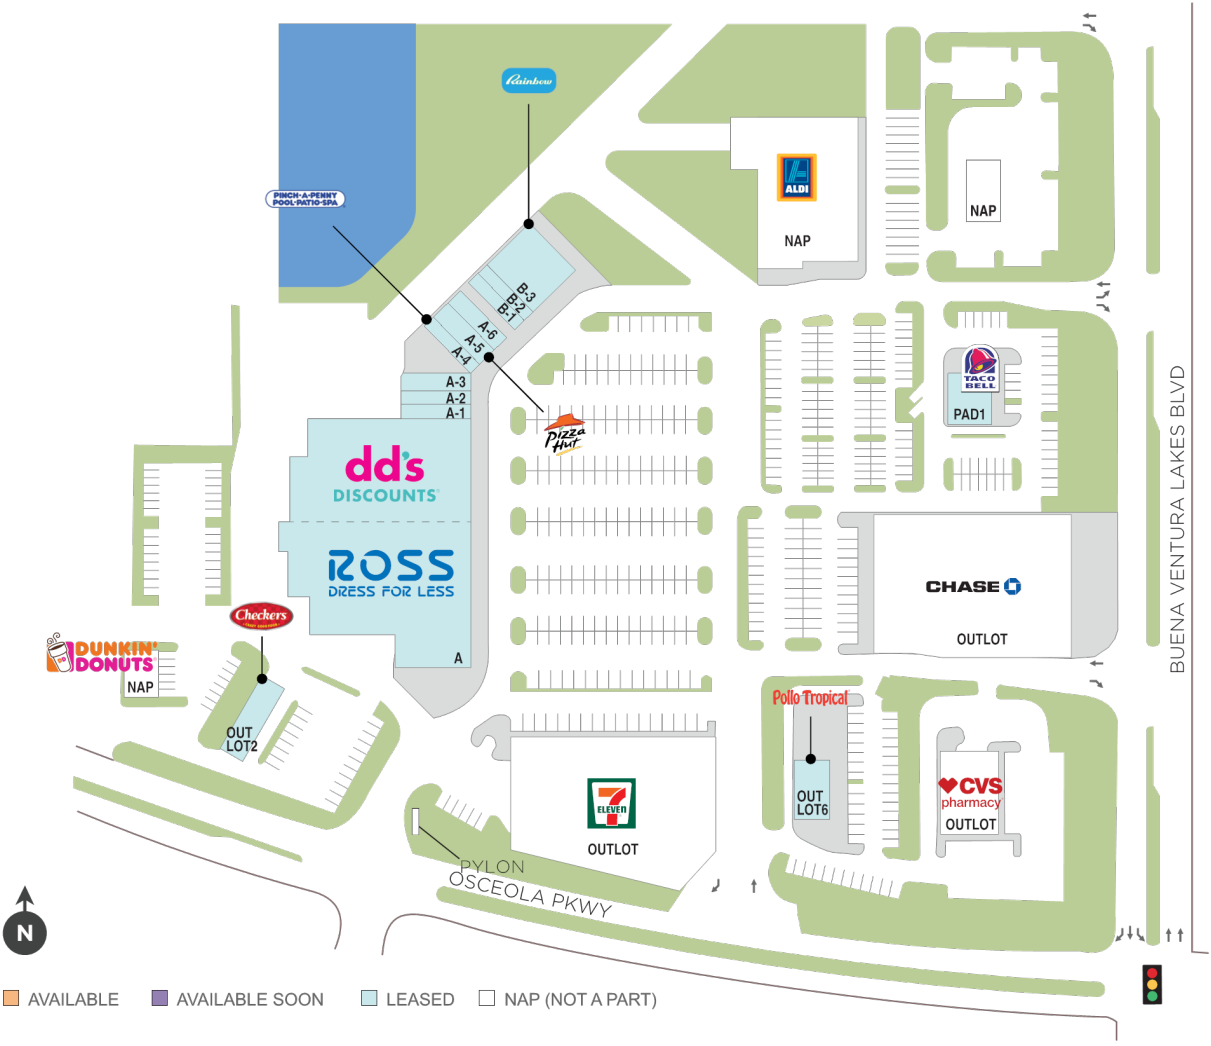 Rainbow
PINCH·A·PENNY
POOL·PATIO·SPA
ALDI
NAP
NAP
B-3
B-2
B-1
A-6
A-5
A-4
A-3
A-2
A-1
TACO
BELL
PAD1
Pizza
Hut
dd's
DISCOUNTS
ROSS
DRESS FOR LESS
A
BUENA VENTURA LAKES BLVD
CHASE
OUTLOT
Checkers
DUNKIN'
DONUTS
NAP
OUT
LOT2
Pollo Tropical
OUT
LOT6
7
ELEVEN
OUTLOT
CVS
pharmacy
OUTLOT
PYLON
OSCEOLA PKWY
N
AVAILABLE
AVAILABLE SOON
LEASED
NAP (NOT A PART)